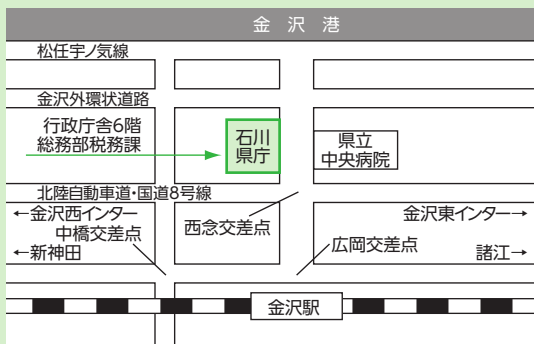 金沢港
松任宇ノ気線
金沢外環状道路
行政庁舎6階
総務部税務課
石川
県庁
県立
中央病院
北陸自動車道・国道8号線
←金沢西インター
中橋交差点
←新神田
西念交差点
金沢東インター→
広岡交差点
諸江→
金沢駅